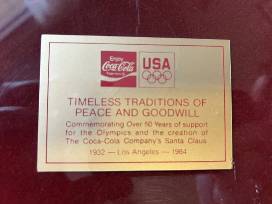 Enjoy
Coca-Cola
USA
TIMELESS TRADITIONS OF
PEACE AND GOODWILL
Commemorating Over 50 Years of support
for the Olympics and the creation of
The Coca-Cola Company's Santa Claus
1932 — Los Angeles — 1984